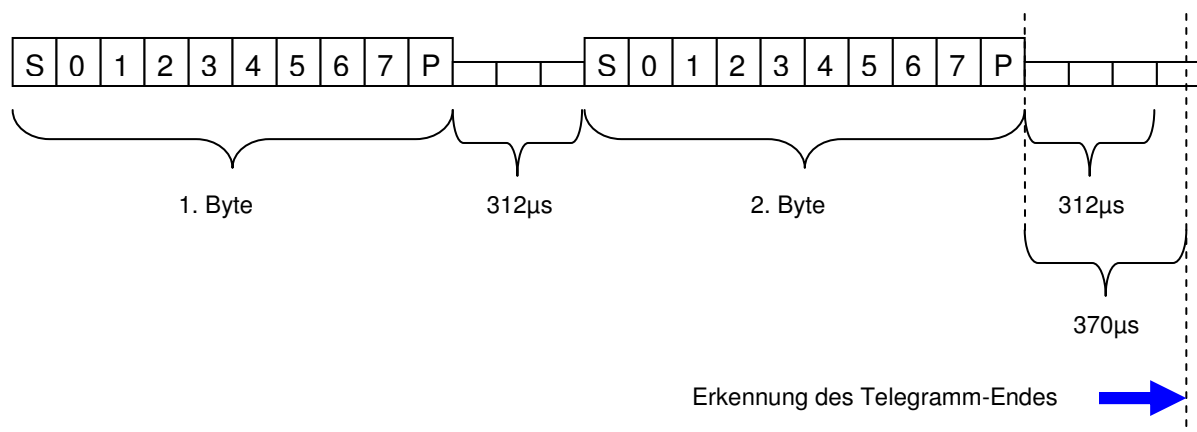 S 0 1 2 3 4 5 6 7 P S 0 1 2 3 4 5 6 7 P
1. Byte 312µs 2. Byte 312µs
370µs
Erkennung des Telegramm-Endes